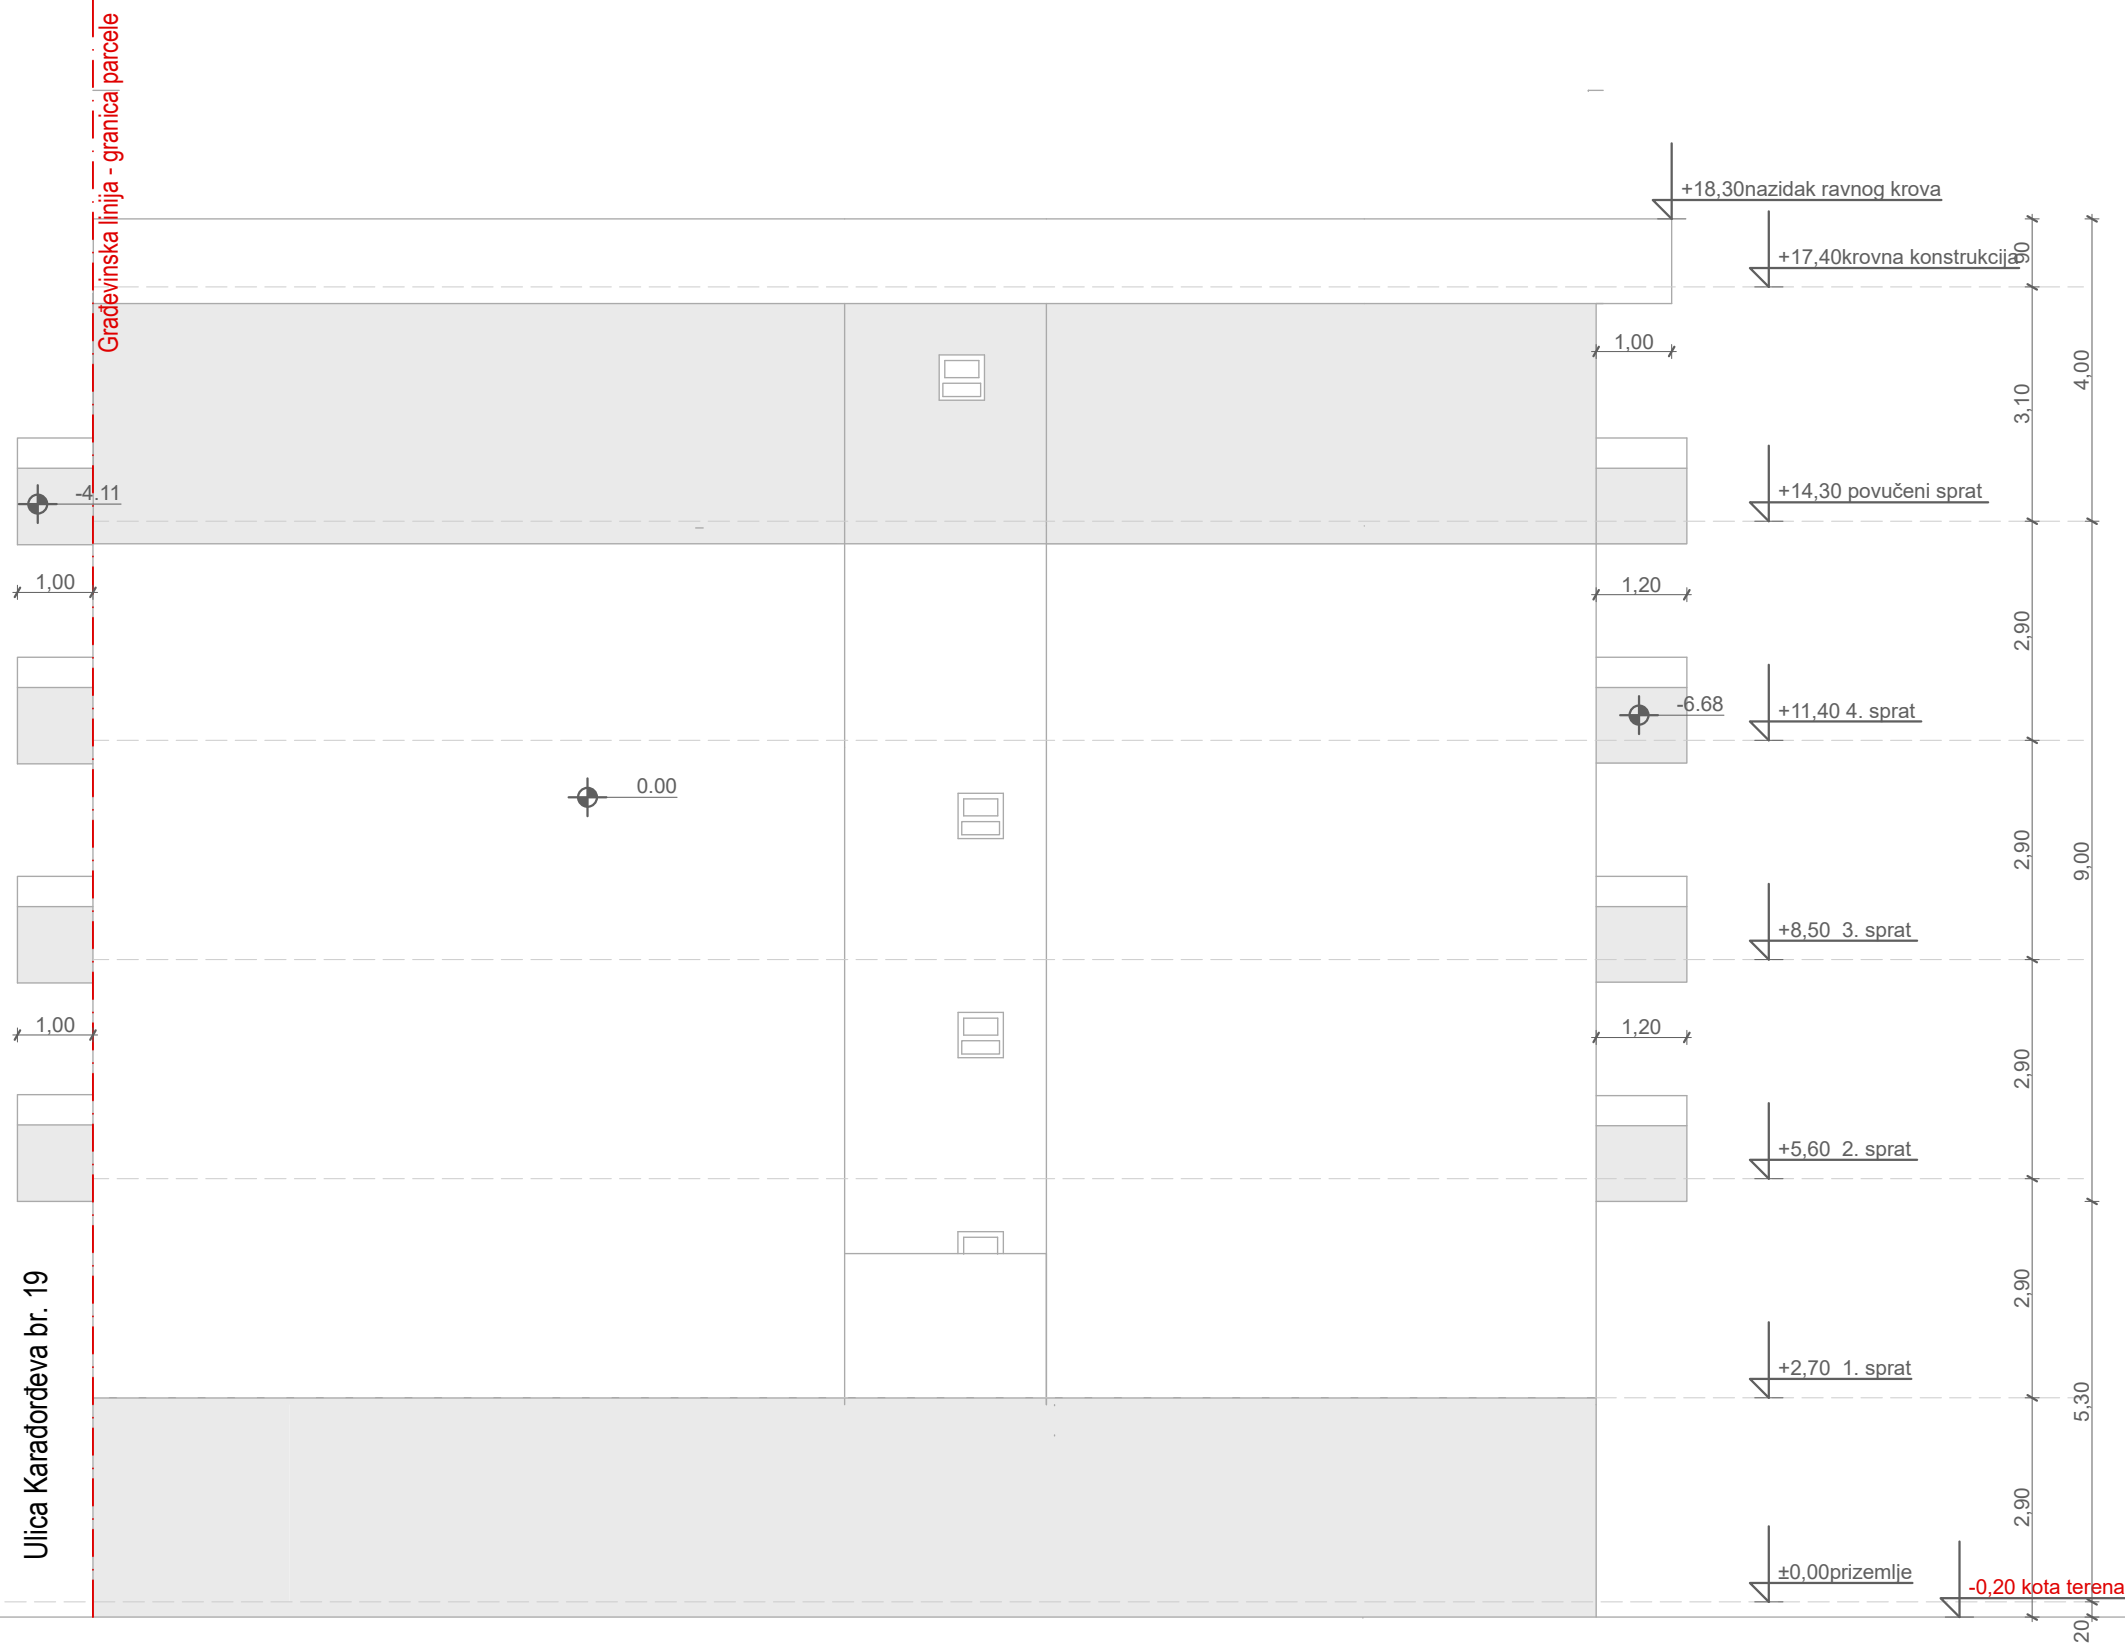 Građevinska linija - granica parcele
+18,30nazidak ravnog krova
+17,40krovna konstrukcija
90
1,00
4,00
3,10
-4.11
+14,30 povučeni sprat
1,00
1,20
2,90
-6.68
+11,40 4. sprat
0.00
2,90
9,00
+8,50 3. sprat
1,00
1,20
2,90
+5,60 2. sprat
2,90
Ulica Karađorđeva br. 19
+2,70 1. sprat
5,30
2,90
±0,00prizemlje
-0,20 kota terena
20